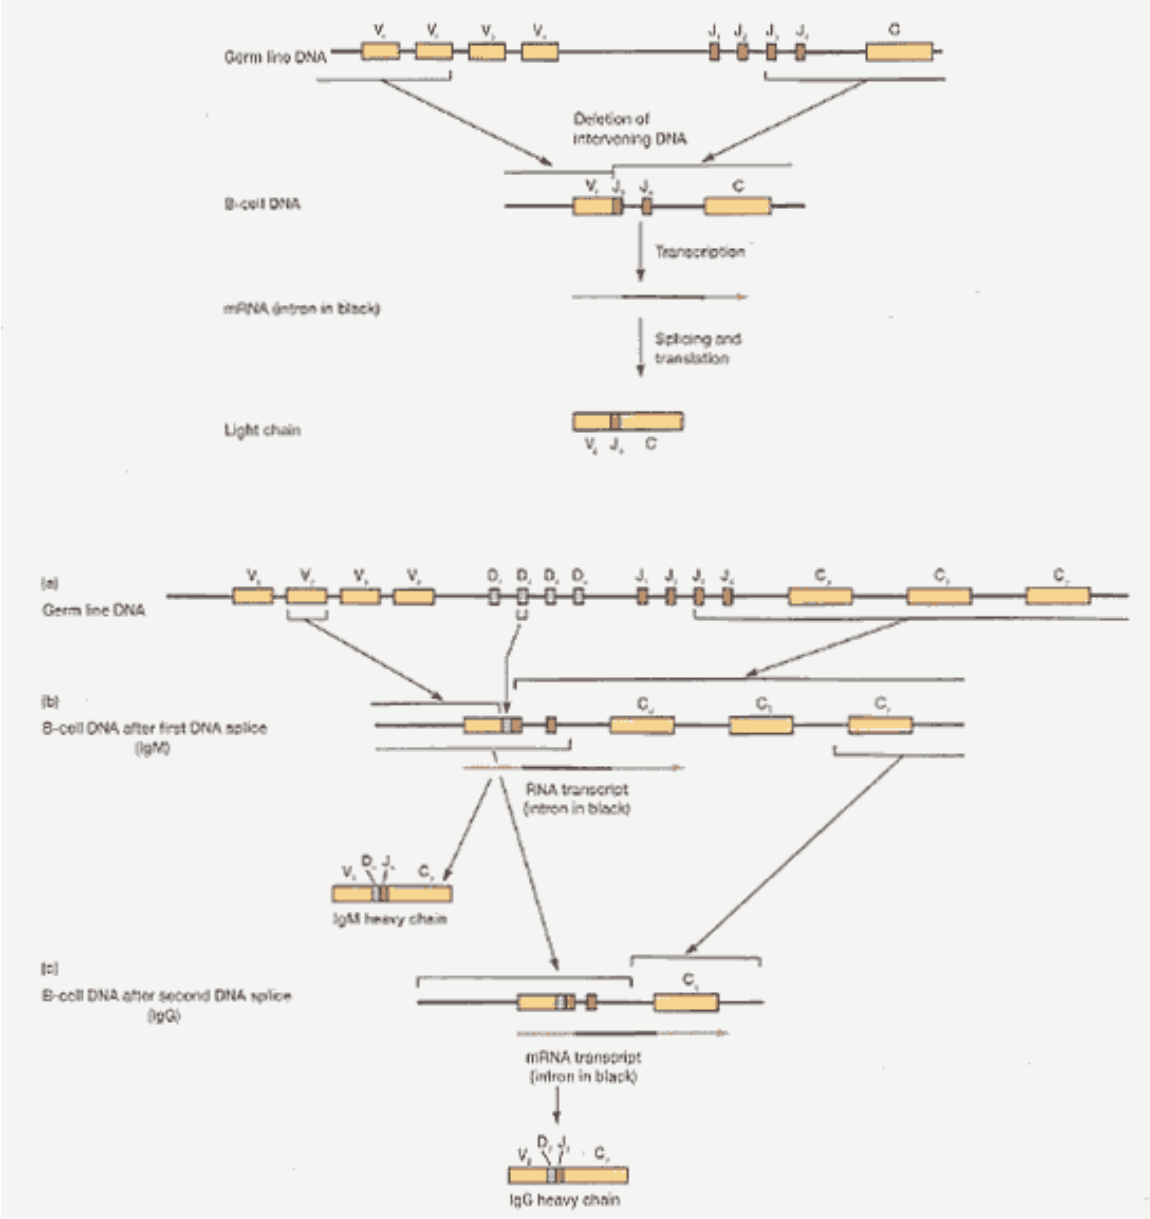 V V V V J J J J C
Germ line DNA
Deletion of
intervening DNA
V J J C
B-cell DNA
Transcription
mRNA (intron in black)
Splicing and
translation
Light chain
V J C
(a)
V V V V D D D D J J J J C C C
Germ line DNA
(b)
C C C
B-cell DNA after first DNA splice
(IgM)
RNA transcript
(intron in black)
V D J C
IgM heavy chain
(c)
C
B-cell DNA after second DNA splice
(IgG)
mRNA transcript
(intron in black)
V D J C
IgG heavy chain